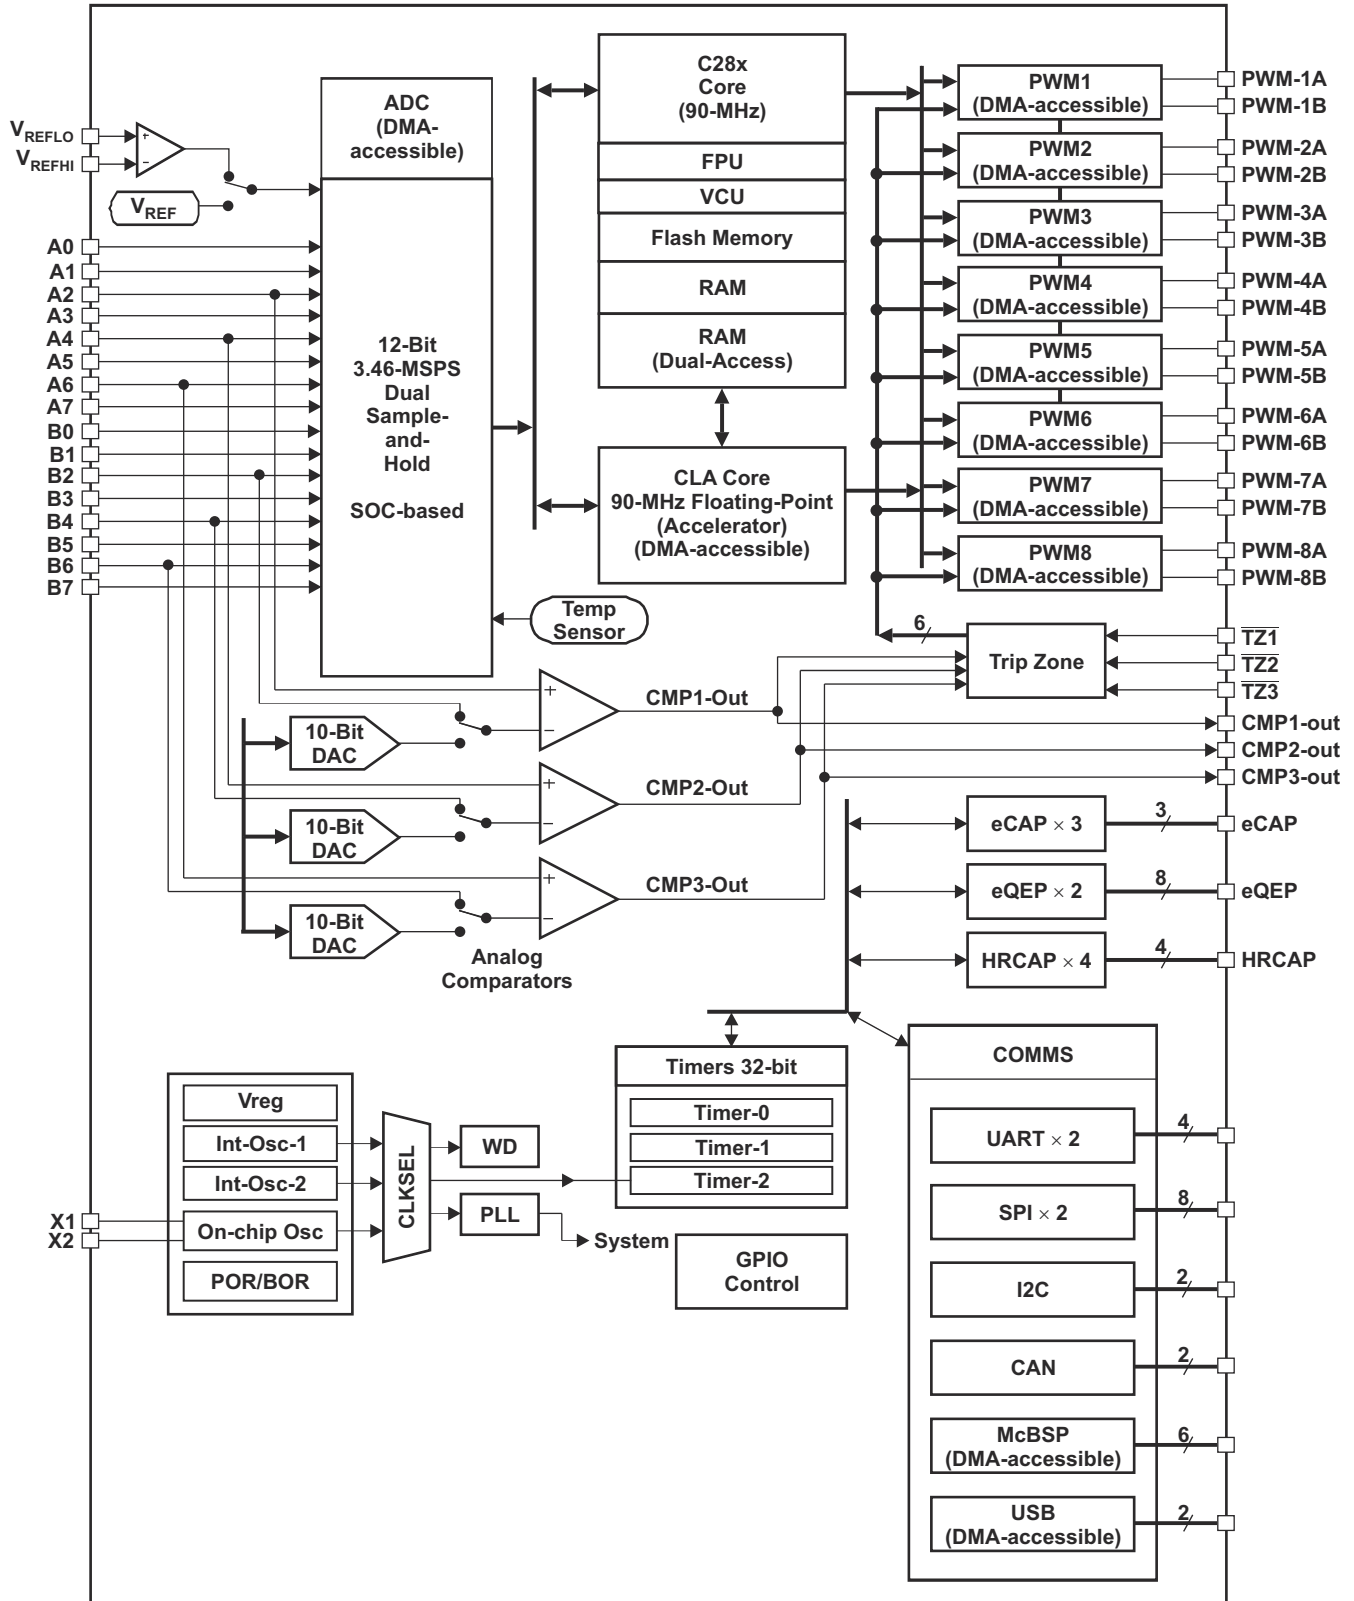 C28x
Core
(90-MHz)
FPU
VCU
Flash Memory
RAM
RAM
(Dual-Access)
CLA Core
90-MHz Floating-Point
(Accelerator)
(DMA-accessible)
ADC
(DMA-
accessible)
12-Bit
3.46-MSPS
Dual
Sample-
and-
Hold
SOC-based
Temp
Sensor
VREFLO
VREFHI
+
−
VREF
A0
A1
A2
A3
A4
A5
A6
A7
B0
B1
B2
B3
B4
B5
B6
B7
PWM1
(DMA-accessible)
PWM2
(DMA-accessible)
PWM3
(DMA-accessible)
PWM4
(DMA-accessible)
PWM5
(DMA-accessible)
PWM6
(DMA-accessible)
PWM7
(DMA-accessible)
PWM8
(DMA-accessible)
PWM-1A
PWM-1B
PWM-2A
PWM-2B
PWM-3A
PWM-3B
PWM-4A
PWM-4B
PWM-5A
PWM-5B
PWM-6A
PWM-6B
PWM-7A
PWM-7B
PWM-8A
PWM-8B
6
Trip Zone
TZ1
TZ2
TZ3
CMP1-out
CMP2-out
CMP3-out
10-Bit
DAC
+
−
CMP1-Out
10-Bit
DAC
+
−
CMP2-Out
10-Bit
DAC
+
−
CMP3-Out
Analog
Comparators
eCAP × 3
3
eCAP
eQEP × 2
8
eQEP
HRCAP × 4
4
HRCAP
Timers 32-bit
Timer-0
Timer-1
Timer-2
COMMS
UART × 2
4
SPI × 2
8
I2C
2
CAN
2
McBSP
(DMA-accessible)
6
USB
(DMA-accessible)
2
Vreg
Int-Osc-1
Int-Osc-2
On-chip Osc
POR/BOR
X1
X2
CLKSEL
WD
PLL
System
GPIO
Control